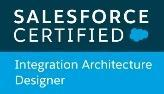 SALESFORCE
CERTIFIED
Integration Architecture
Designer